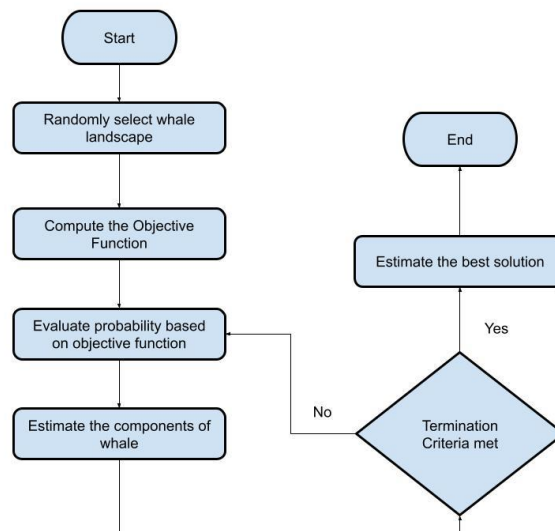 Start
Randomly select whale
landscape
Compute the Objective
Function
Evaluate probability based
on objective function
Estimate the components of
whale
End
Estimate the best solution
Yes
No
Termination
Criteria met